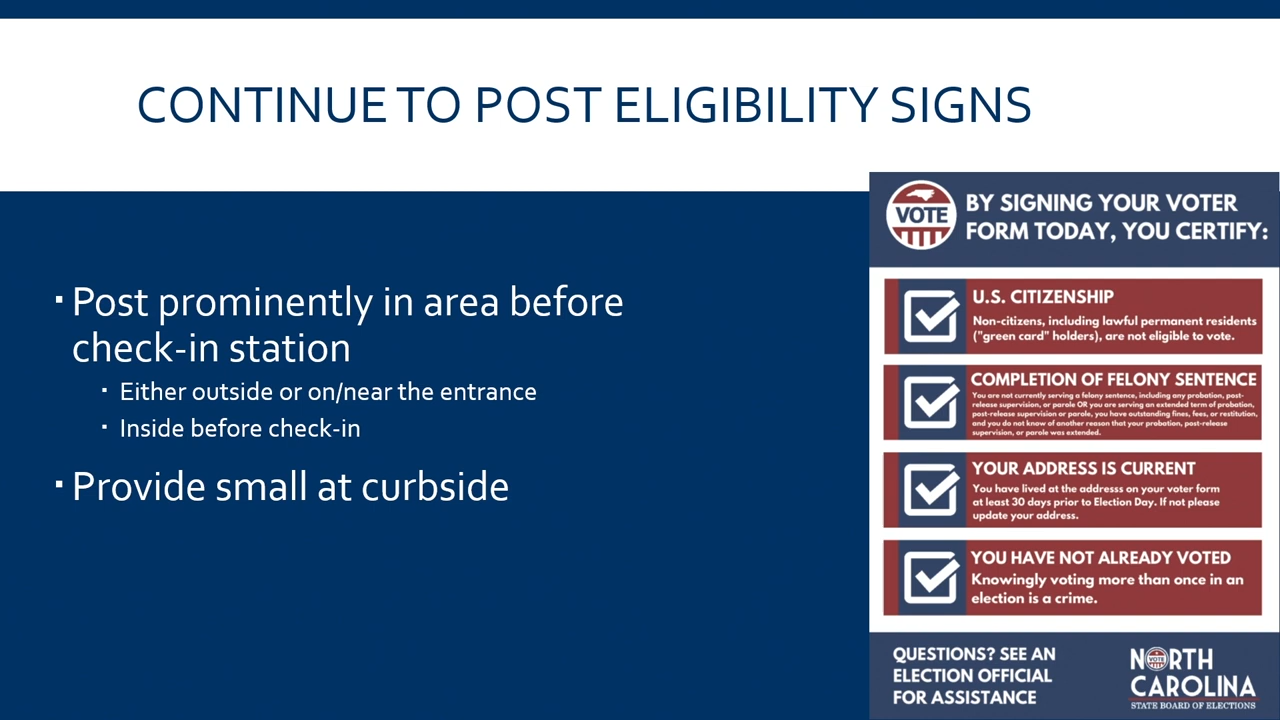 CONTINUE TO POST ELIGIBILITY SIGNS
▪ Post prominently in area before
check-in station
▪ Either outside or on/near the entrance
▪ Inside before check-in
▪ Provide small at curbside
VOTE
BY SIGNING YOUR VOTER
FORM TODAY, YOU CERTIFY:
U.S. CITIZENSHIP
Non-citizens, including lawful permanent residents
("green card" holders), are not eligible to vote.
COMPLETION OF FELONY SENTENCE
You are not currently serving a felony sentence, including any probation, post-
release supervision, or parole OR you are serving an extended term of probation,
post-release supervision or parole, you have outstanding fines, fees, or restitution,
and you do not know of another reason that your probation, post-release
supervision, or parole was extended.
YOUR ADDRESS IS CURRENT
You have lived at the addresss on your voter form
at least 30 days prior to Election Day. If not please
update your address.
YOU HAVE NOT ALREADY VOTED
Knowingly voting more than once in an
election is a crime.
QUESTIONS? SEE AN
ELECTION OFFICIAL
FOR ASSISTANCE
NORTH
VOTE
CAROLINA
STATE BOARD OF ELECTIONS